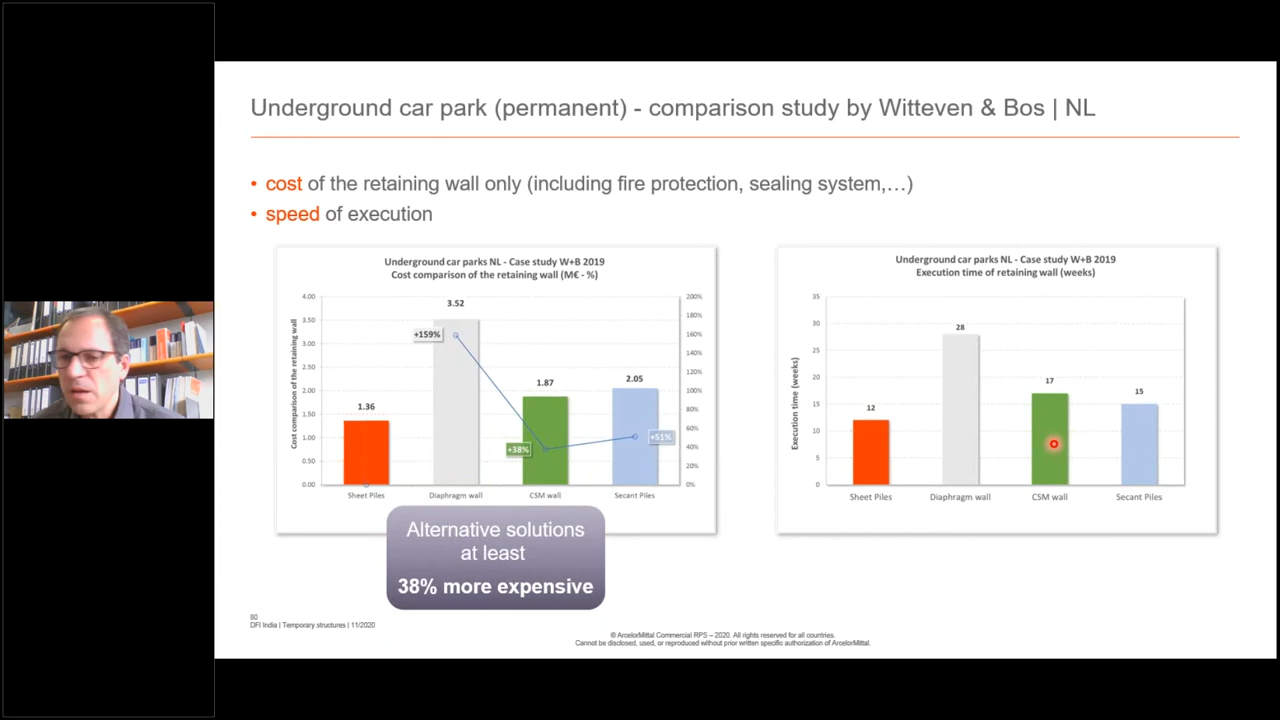 Underground car park (permanent) - comparison study by Witteven & Bos | NL
• cost of the retaining wall only (including fire protection, sealing system,…)
• speed of execution
Underground car parks NL - Case study W+B 2019
Cost comparison of the retaining wall (M€ - %)
Cost comparison of the retaining wall
4.00
3.50
3.00
2.50
2.00
1.50
1.00
0.50
0.00
200%
180%
160%
140%
120%
100%
80%
60%
40%
20%
0%
1.36
3.52
1.87
2.05
+159%
+38%
+51%
Sheet Piles
Diaphragm wall
CSM wall
Secant Piles
Alternative solutions
at least
38% more expensive
Underground car parks NL - Case study W+B 2019
Execution time of retaining wall (weeks)
Execution time (weeks)
35
30
25
20
15
10
5
0
12
28
17
15
Sheet Piles
Diaphragm wall
CSM wall
Secant Piles
80
DFI India | Temporary structures | 11/2020
© ArcelorMittal Commercial RPS – 2020. All rights reserved for all countries.
Cannot be disclosed, used, or reproduced without prior written specific authorization of ArcelorMittal.